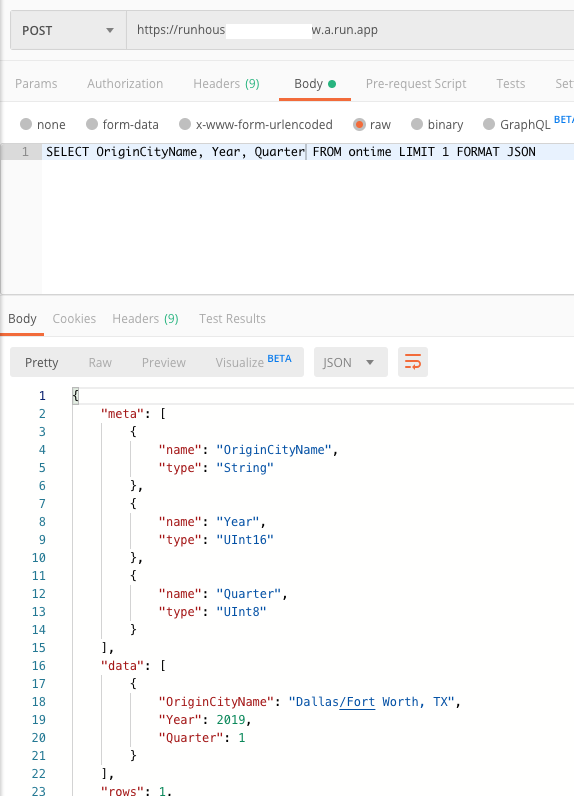 POST https://runhous w.a.run.app
Params Authorization Headers (9) Body Pre-request Script Tests Set
none form-data x-www-form-urlencoded raw binary GraphQL BETA
1 SELECT OriginCityName, Year, Quarter FROM ontime LIMIT 1 FORMAT JSON
Body Cookies Headers (9) Test Results
Pretty Raw Preview Visualize BETA JSON
1 {
2 "meta": [
3 {
4 "name": "OriginCityName",
5 "type": "String"
6 },
7 {
8 "name": "Year",
9 "type": "UInt16"
10 },
11 {
12 "name": "Quarter",
13 "type": "UInt8"
14 }
15 ],
16 "data": [
17 {
18 "OriginCityName": "Dallas/Fort Worth, TX",
19 "Year": 2019,
20 "Quarter": 1
21 }
22 ],
23 "rows": 1,